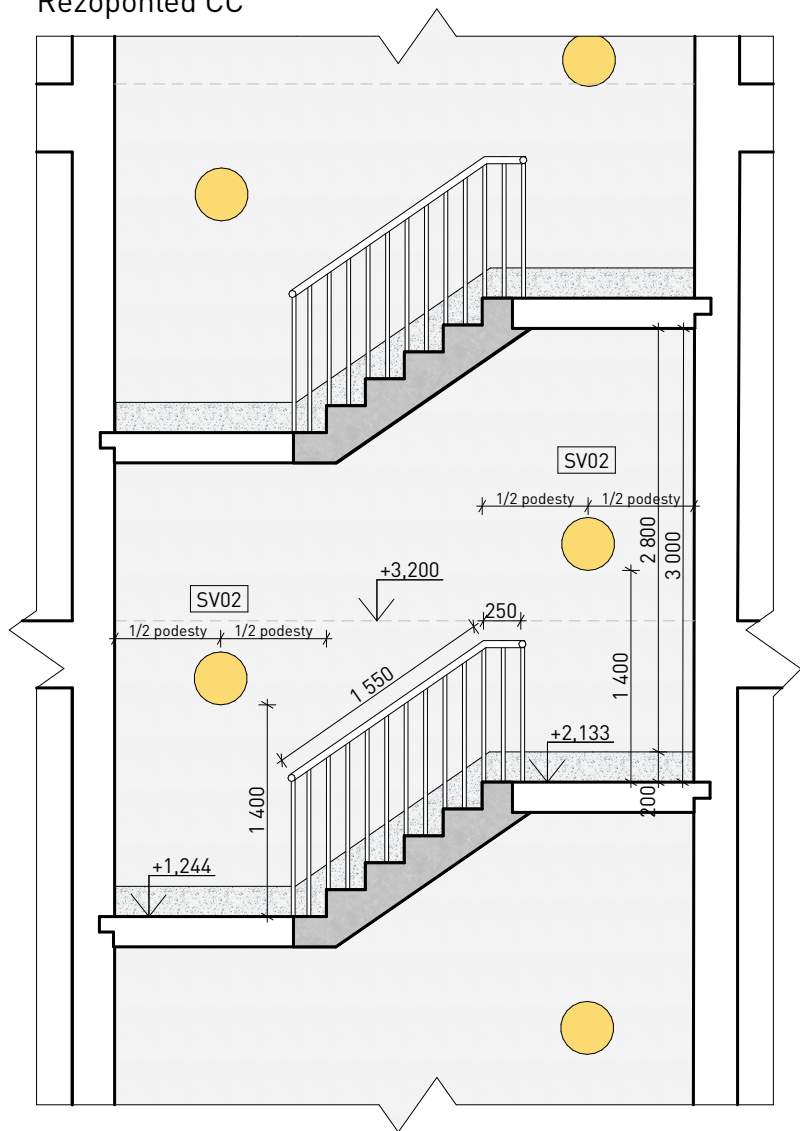 Řezopohled CC
SV02
1/2 podesty 1/2 podesty
2 800
3 000
+3,200
SV02
250
1/2 podesty 1/2 podesty
1 550
1 400
+2,133
1 400
200
+1,244